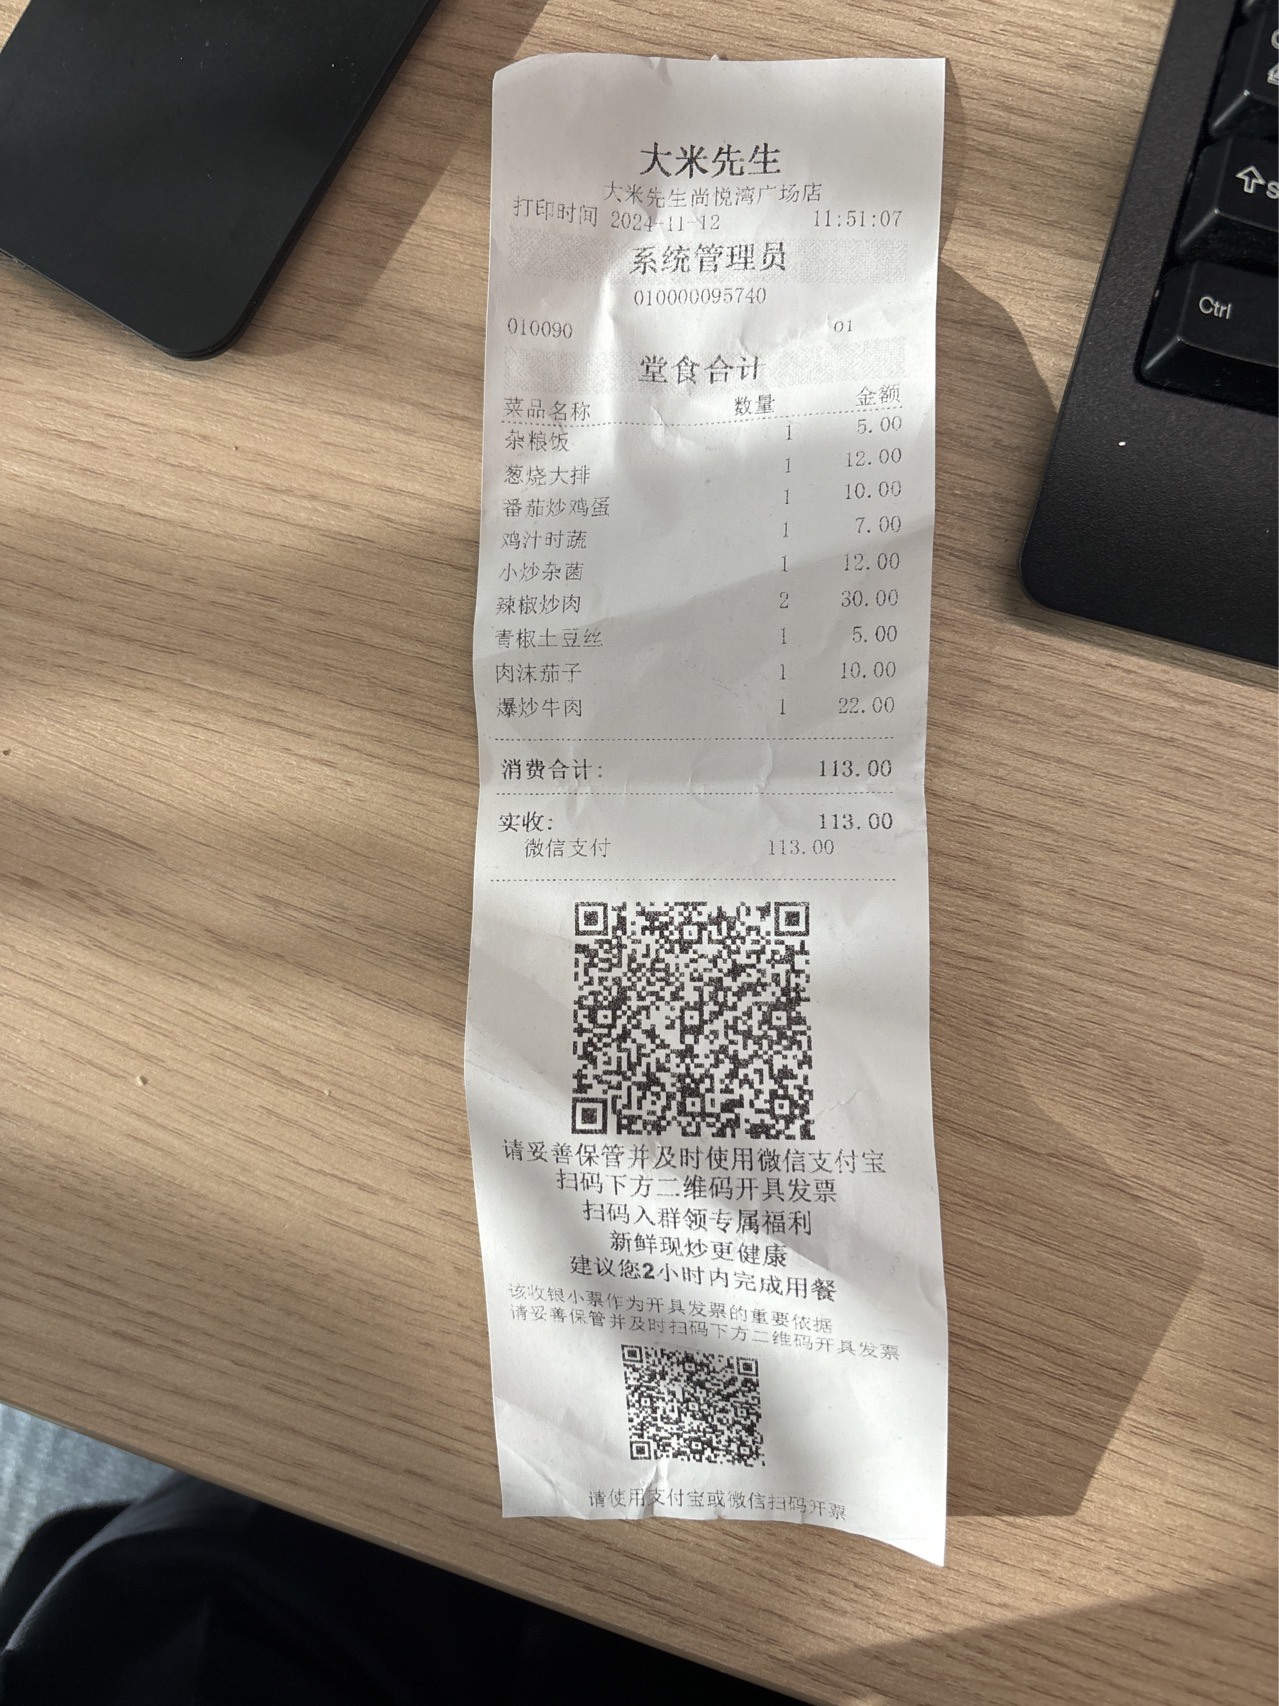 大米先生
大米先生尚悦湾广场店
打印时间 2024-11-12 11:51:07
系统管理员
010000095740
010090 01
堂食合计
菜品名称 数量 金额
杂粮饭 1 5.00
葱烧大排 1 12.00
番茄炒鸡蛋 1 10.00
鸡汁时蔬 1 7.00
小炒杂菌 1 12.00
辣椒炒肉 2 30.00
青椒土豆丝 1 5.00
肉沫茄子 1 10.00
爆炒牛肉 1 22.00
消费合计: 113.00
实收: 113.00
微信支付 113.00
请妥善保管并及时使用微信支付宝
扫码下方二维码开具发票
扫码入群领专属福利
新鲜现炒更健康
建议您2小时内完成用餐
该收银小票作为开具发票的重要依据
请妥善保管并及时扫码下方二维码开具发票
请使用支付宝或微信扫码开票
Ctrl